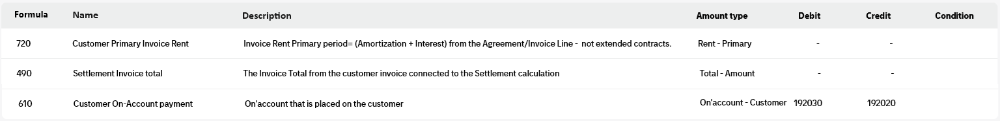 Formula Name Description Amount type Debit Credit Condition
720 Customer Primary Invoice Rent Invoice Rent Primary period= (Amortization + Interest) from the Agreement/Invoice Line - not extended contracts. Rent - Primary - -
490 Settlement Invoice total The Invoice Total from the customer invoice connected to the Settlement calculation Total - Amount - -
610 Customer On-Account payment On'account that is placed on the customer On'account - Customer 192030 192020